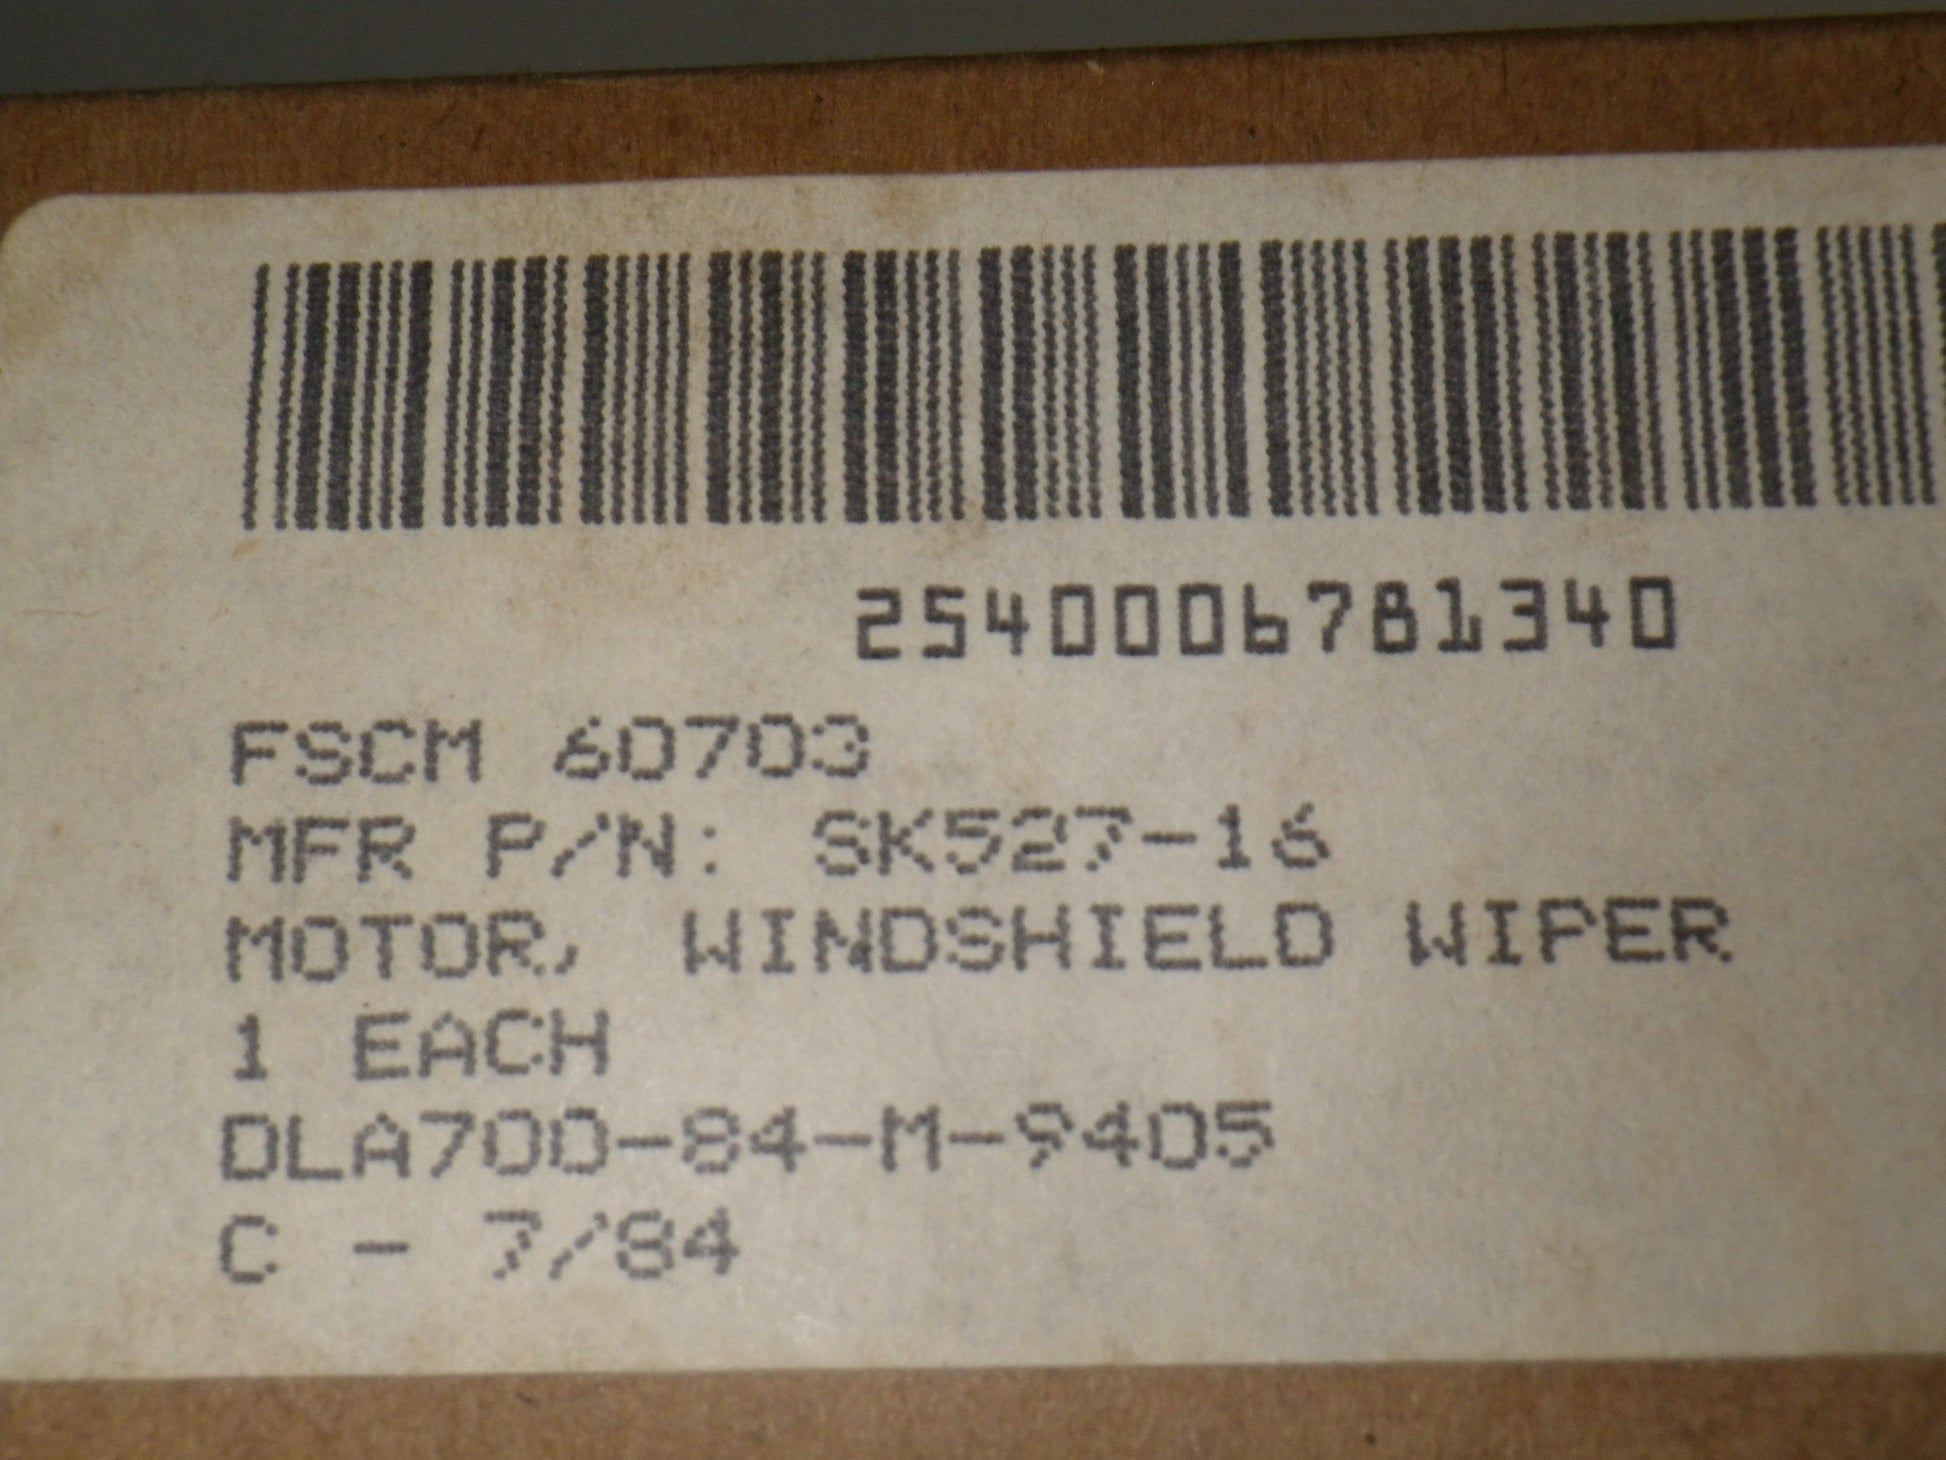 2540006781340
FSCM 60703
MFR P/N: SK527-16
MOTOR, WINDSHIELD WIPER
1 EACH
DLA700-84-M-9405
C - 7/84